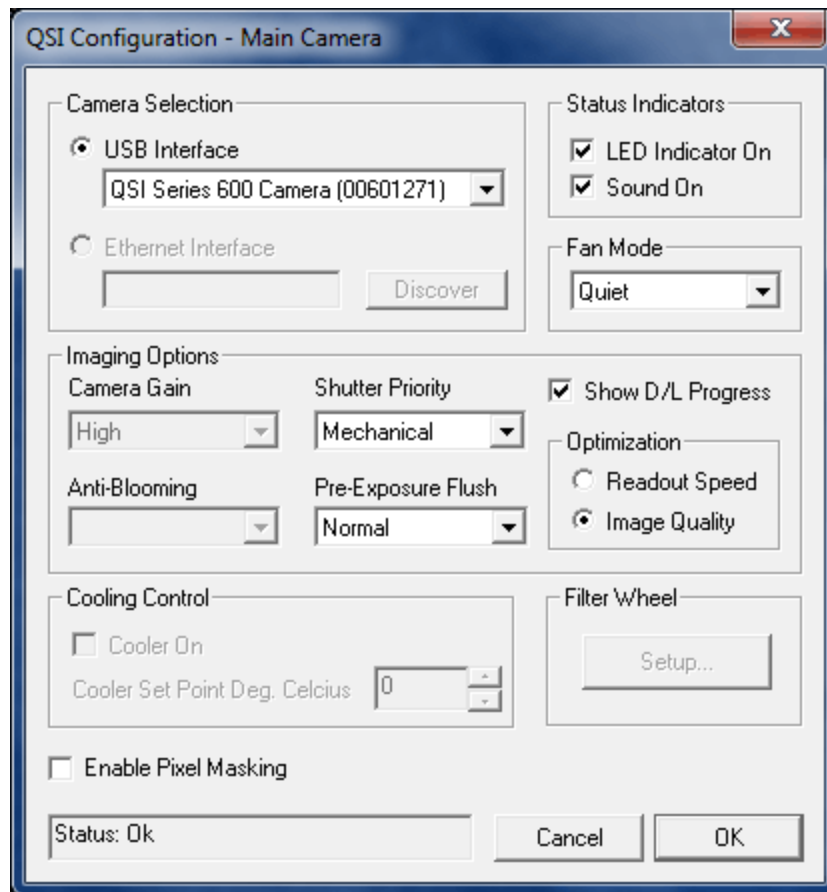 QSI Configuration - Main Camera
Camera Selection
USB Interface
QSI Series 600 Camera (00601271)
Ethernet Interface
Discover
Status Indicators
LED Indicator On
Sound On
Fan Mode
Quiet
Imaging Options
Camera Gain
High
Shutter Priority
Mechanical
Anti-Blooming
Pre-Exposure Flush
Normal
Show D/L Progress
Optimization
Readout Speed
Image Quality
Cooling Control
Cooler On
Cooler Set Point Deg. Celcius
0
Filter Wheel
Setup...
Enable Pixel Masking
Status: Ok
Cancel
OK